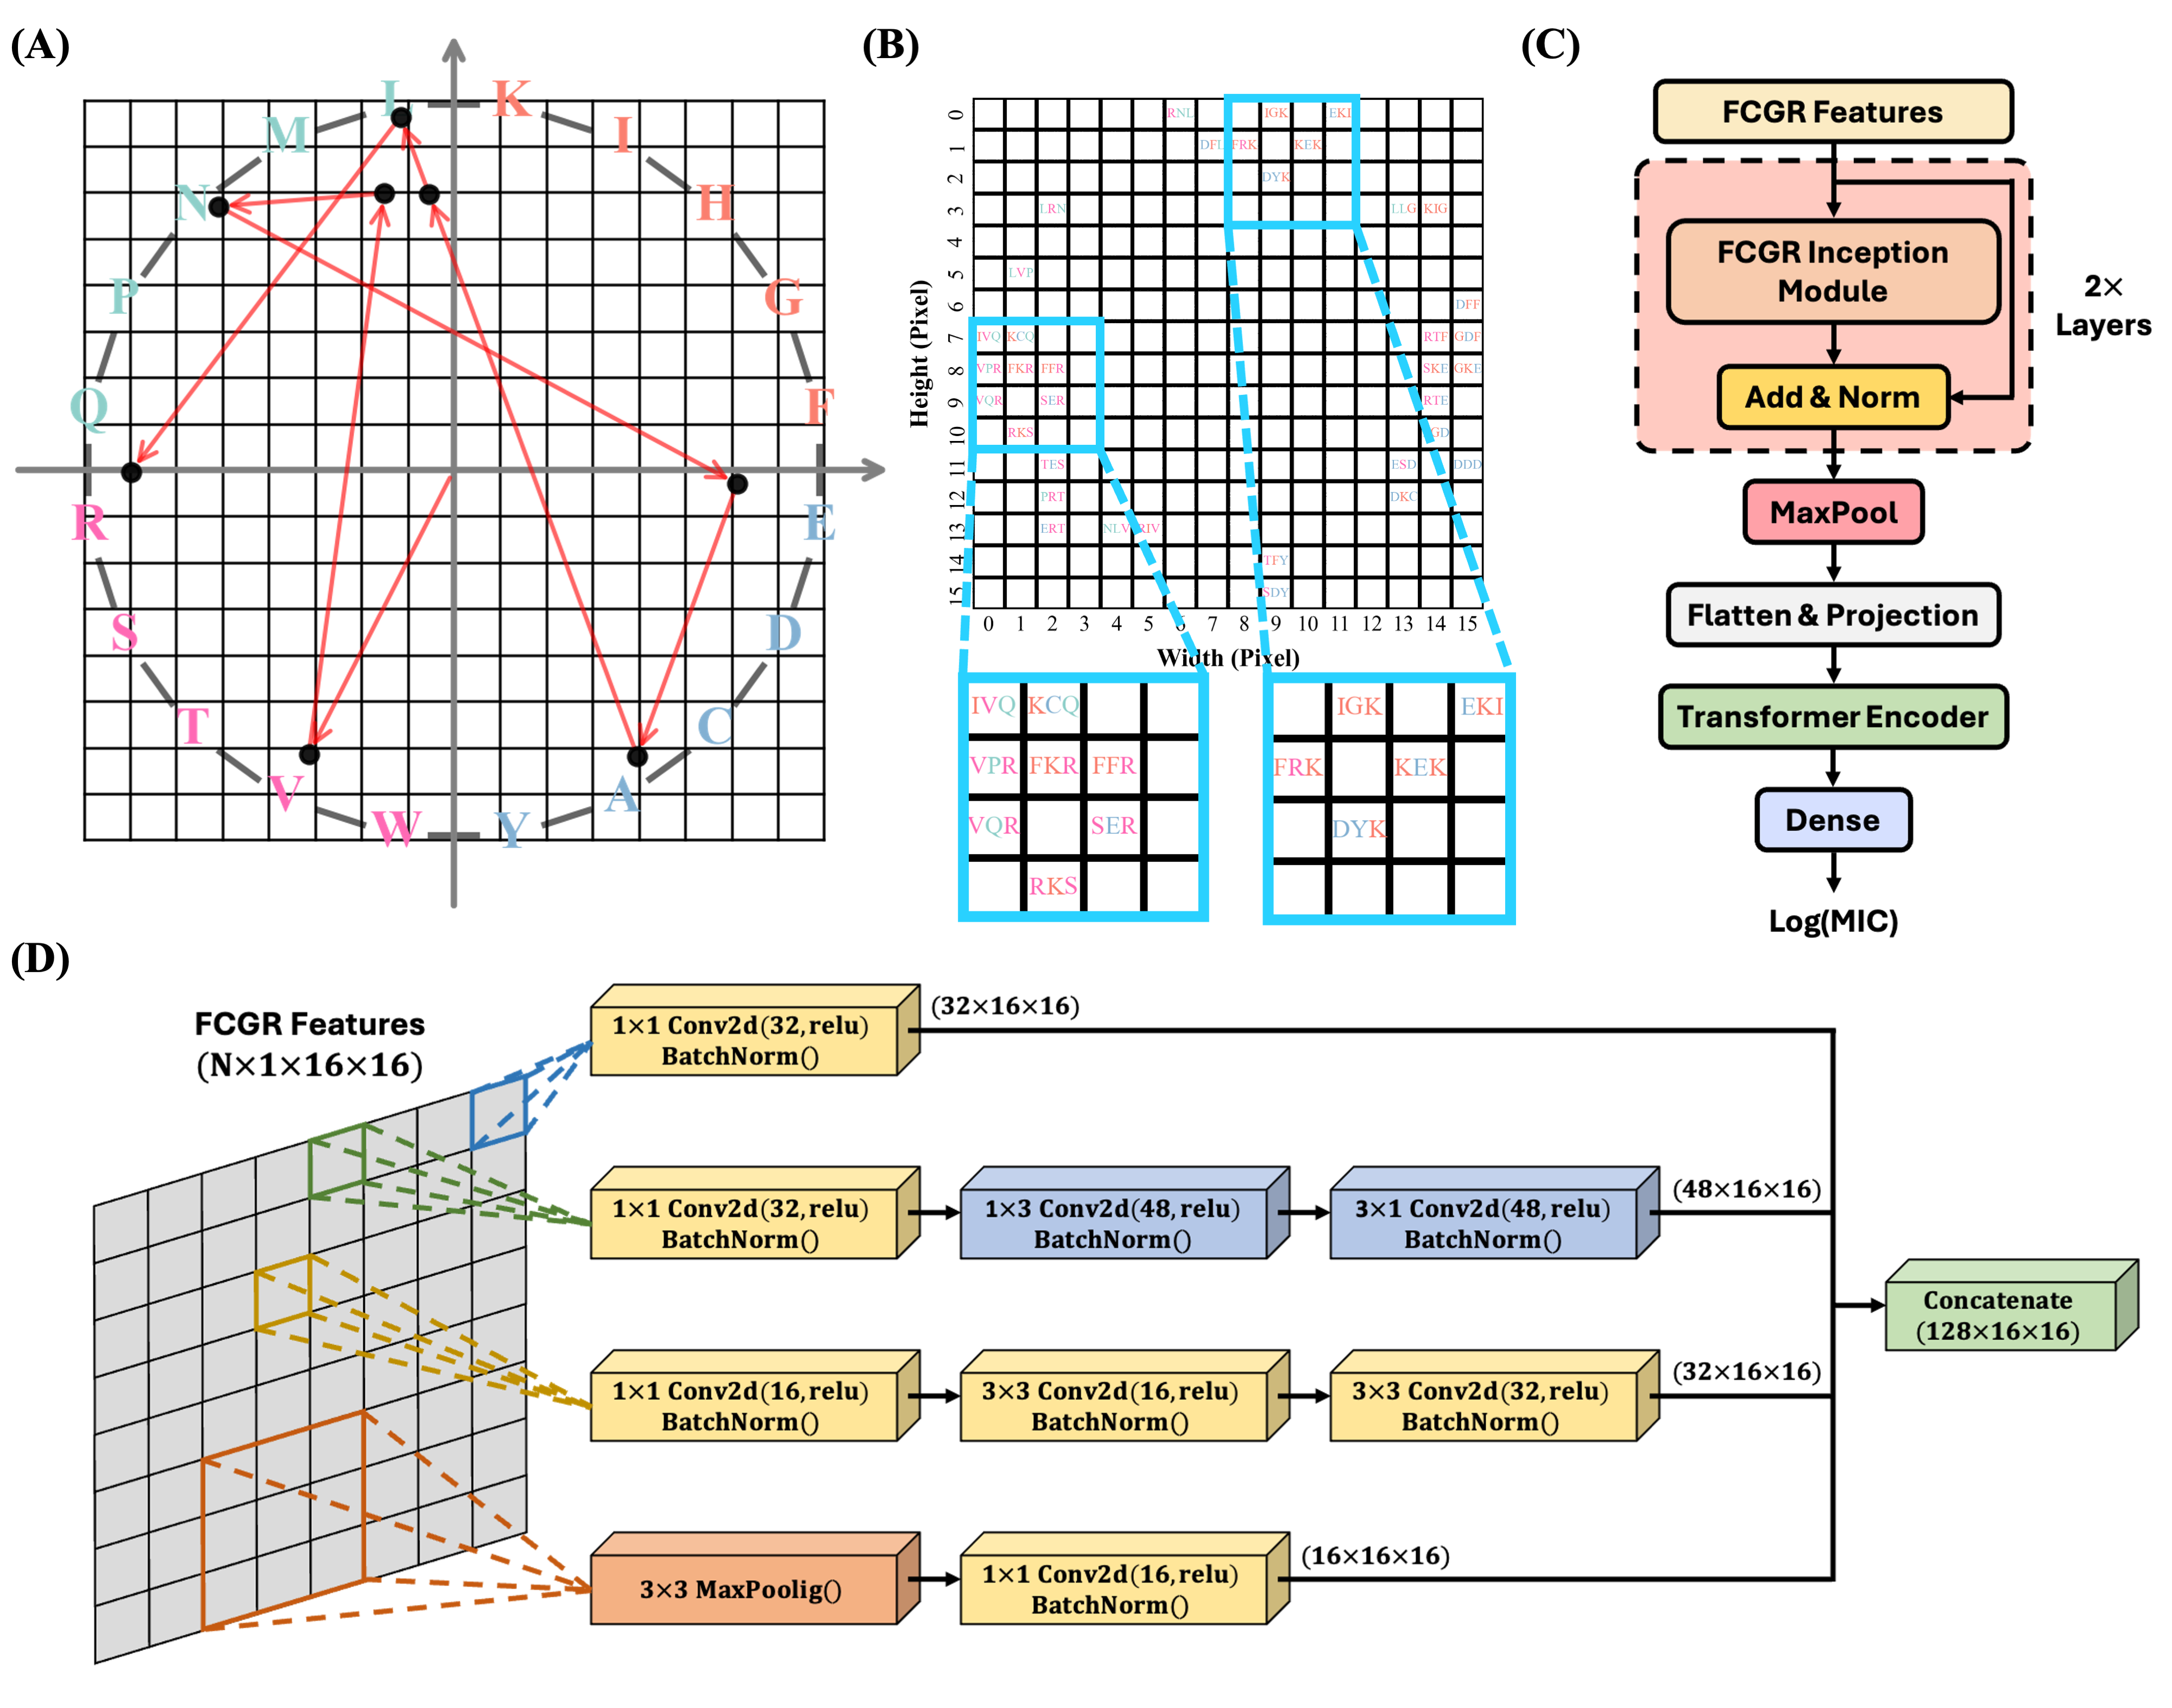 (A)
L
K
M
I
N
H
P
G
Q
F
R
E
S
D
T
C
V
A
W
Y
(B)
Height (Pixel)
0 RNL IGK EKI
1 DFL FRK KEK
2 DYK
3 LRN LLG KIG
4
5 LVP
6 DFF
7 IVQ KCQ RTF GDF
8 VPR FKR FFR SKE GKE
9 VQR SER RTE
10 RKS GD
11 TES ESD DDD
12 PRT DKC
13 ERT NLV RIV
14 TFY
15 SDY
0 1 2 3 4 5 6 7 8 9 10 11 12 13 14 15
Width (Pixel)
IVQ KCQ
VPR FKR FFR
VQR SER
RKS
IGK EKI
FRK KEK
DYK
(C)
FCGR Features
FCGR Inception
Module
Add & Norm
2×
Layers
MaxPool
Flatten & Projection
Transformer Encoder
Dense
Log(MIC)
(D)
FCGR Features
(N×1×16×16)
1×1 Conv2d(32,relu)
BatchNorm()
(32×16×16)
1×1 Conv2d(32,relu)
BatchNorm()
1×3 Conv2d(48,relu)
BatchNorm()
3×1 Conv2d(48,relu)
BatchNorm()
(48×16×16)
1×1 Conv2d(16,relu)
BatchNorm()
3×3 Conv2d(16,relu)
BatchNorm()
3×3 Conv2d(32,relu)
BatchNorm()
(32×16×16)
3×3 MaxPoolig()
1×1 Conv2d(16,relu)
BatchNorm()
(16×16×16)
Concatenate
(128×16×16)